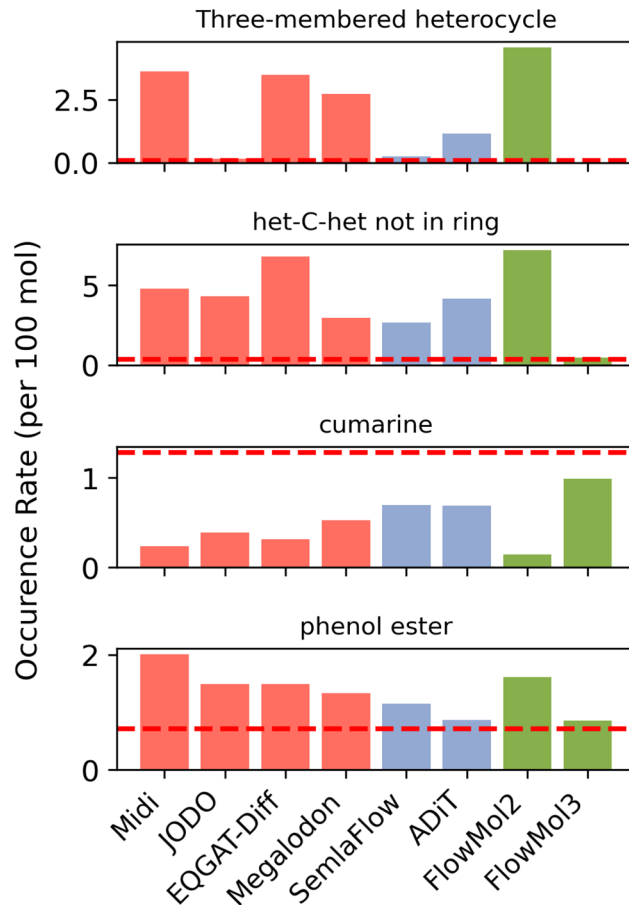 Three-membered heterocycle
2.5
0.0
het-C-het not in ring
5
0
cumarine
1
0
phenol ester
2
0
Occurence Rate (per 100 mol)
Midi
JODO
EQGAT-Diff
Megalodon
SemlaFlow
ADiT
FlowMol2
FlowMol3